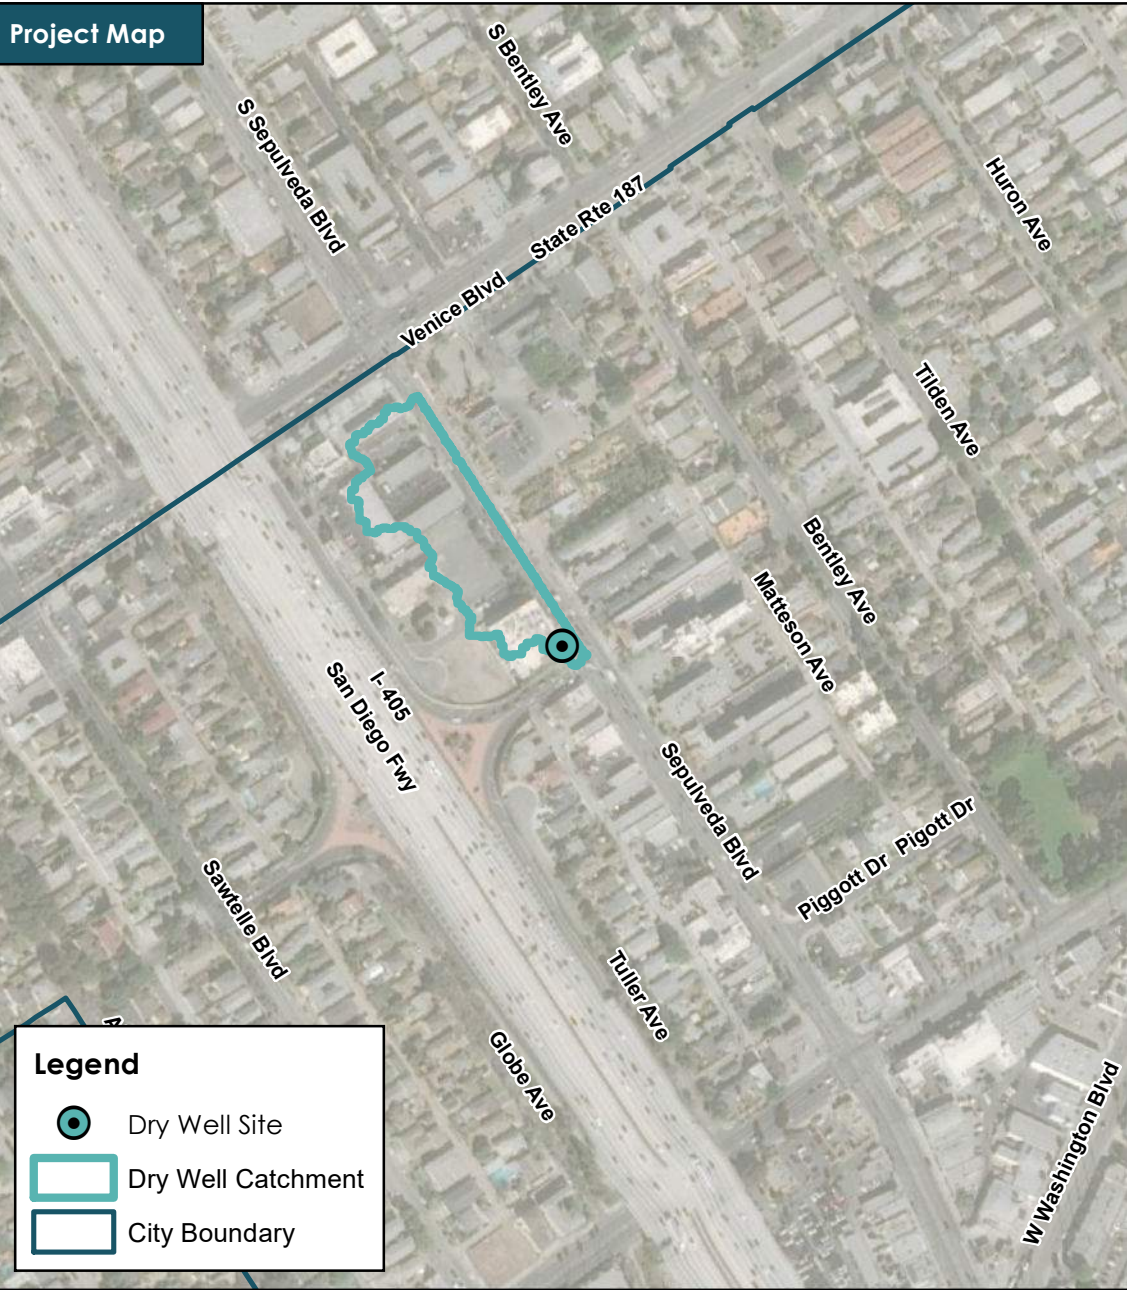 Project Map
S Bentley Ave
S Sepulveda Blvd
Huron Ave
State Rte 187
Venice Blvd
Tilden Ave
Bentley Ave
Matteson Ave
I- 405
San Diego Fwy
Sepulveda Blvd
Piggott Dr Pigott Dr
Sawtelle Blvd
Tuller Ave
Globe Ave
W Washington Blvd
Legend
Dry Well Site
Dry Well Catchment
City Boundary